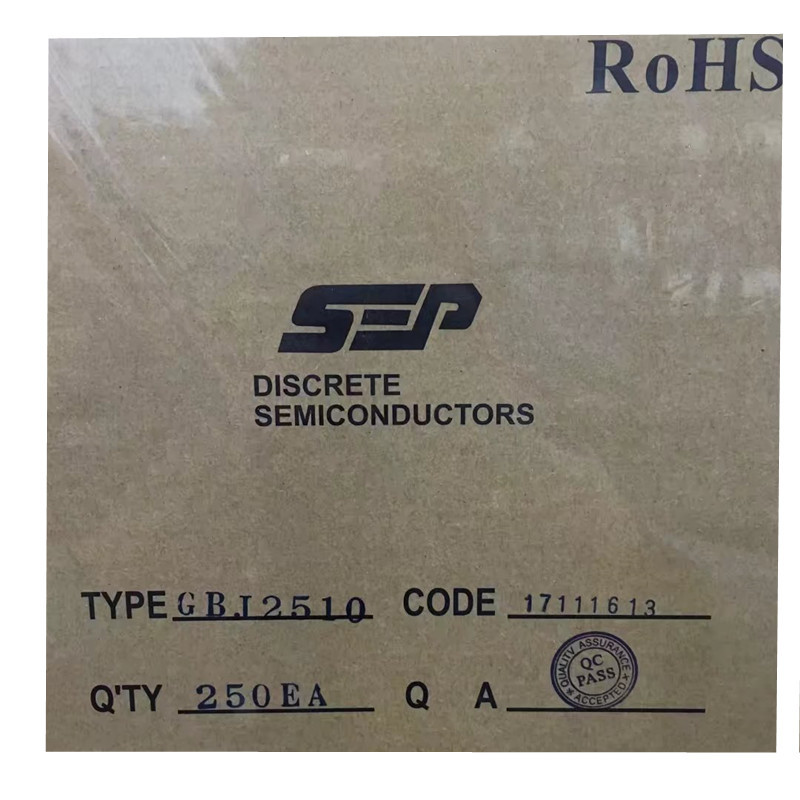 RoHS
SEP
DISCRETE
SEMICONDUCTORS
TYPE GBJ2510 CODE 17111613
Q'TY 250EA Q A
QUALITY ASSURANCE
QC
PASS
ACCEPTED